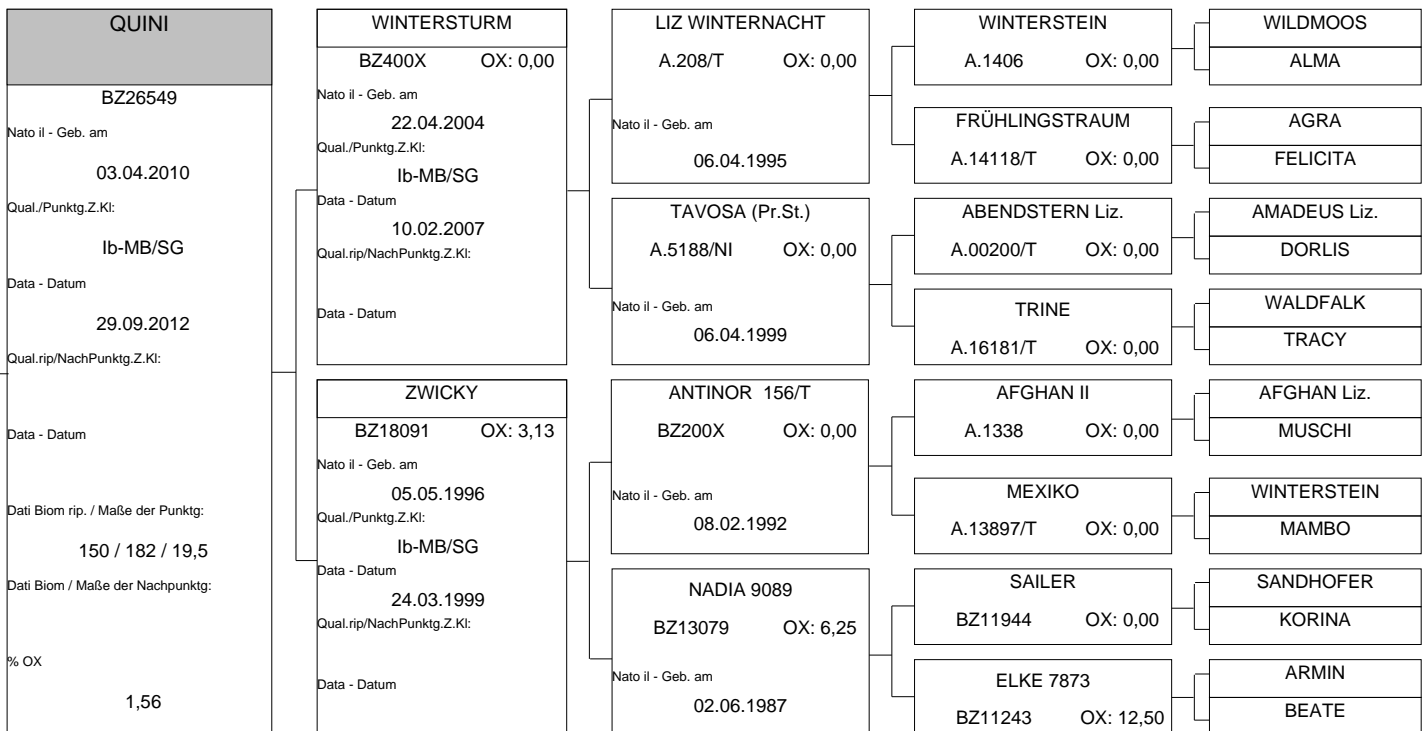 QUINI
BZ26549
Nato il - Geb. am
03.04.2010
Qual./Punktg.Z.Kl:
Ib-MB/SG
Data - Datum
29.09.2012
Qual.rip/NachPunktg.Z.Kl:
Data - Datum
Dati Biom rip. / Maße der Punktg:
150 / 182 / 19,5
Dati Biom / Maße der Nachpunktg:
% OX
1,56
WINTERSTURM
BZ400X OX: 0,00
Nato il - Geb. am
22.04.2004
Qual./Punktg.Z.Kl:
Ib-MB/SG
Data - Datum
10.02.2007
Qual.rip/NachPunktg.Z.Kl:
Data - Datum
ZWICKY
BZ18091 OX: 3,13
Nato il - Geb. am
05.05.1996
Qual./Punktg.Z.Kl:
Ib-MB/SG
Data - Datum
24.03.1999
Qual.rip/NachPunktg.Z.Kl:
Data - Datum
LIZ WINTERNACHT
A.208/T OX: 0,00
Nato il - Geb. am
06.04.1995
TAVOSA (Pr.St.)
A.5188/NI OX: 0,00
Nato il - Geb. am
06.04.1999
ANTINOR 156/T
BZ200X OX: 0,00
Nato il - Geb. am
08.02.1992
NADIA 9089
BZ13079 OX: 6,25
Nato il - Geb. am
02.06.1987
WINTERSTEIN
A.1406 OX: 0,00
FRÜHLINGSTRAUM
A.14118/T OX: 0,00
ABENDSTERN Liz.
A.00200/T OX: 0,00
TRINE
A.16181/T OX: 0,00
AFGHAN II
A.1338 OX: 0,00
MEXIKO
A.13897/T OX: 0,00
SAILER
BZ11944 OX: 0,00
ELKE 7873
BZ11243 OX: 12,50
WILDMOOS
ALMA
AGRA
FELICITA
AMADEUS Liz.
DORLIS
WALDFALK
TRACY
AFGHAN Liz.
MUSCHI
WINTERSTEIN
MAMBO
SANDHOFER
KORINA
ARMIN
BEATE